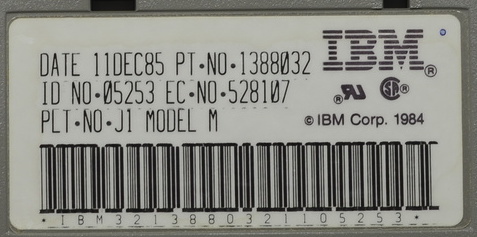 IBM®
DATE 11DEC85 PT·NO·1388032
ID NO·05253 EC·NO·528107
PLT·NO·J1 MODEL M
© IBM Corp. 1984
*IBM3213880321105253*